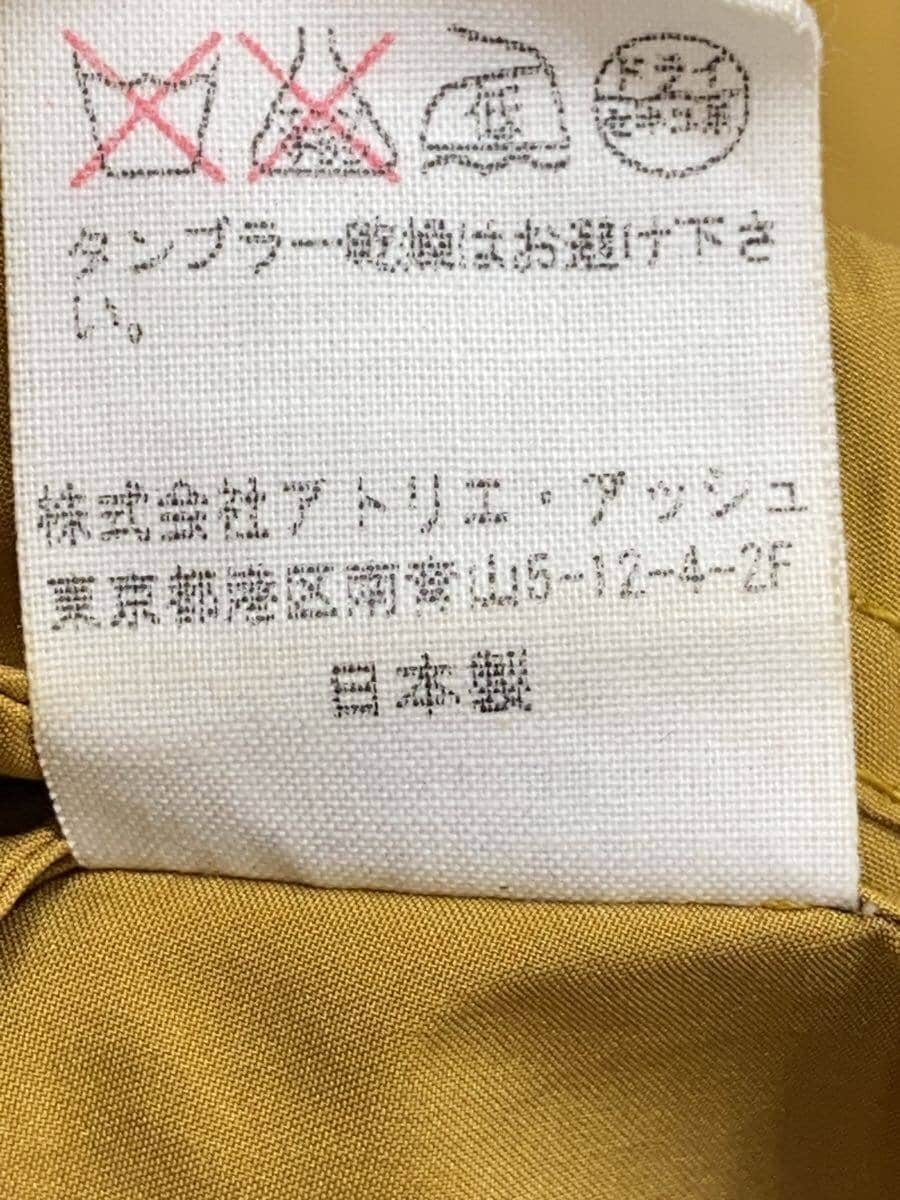 低
ドライ
セキユ系
タンブラー乾燥はお避け下さ
い。
株式会社アトリエ・アッシュ
東京都港区南青山5-12-4-2F
日本製